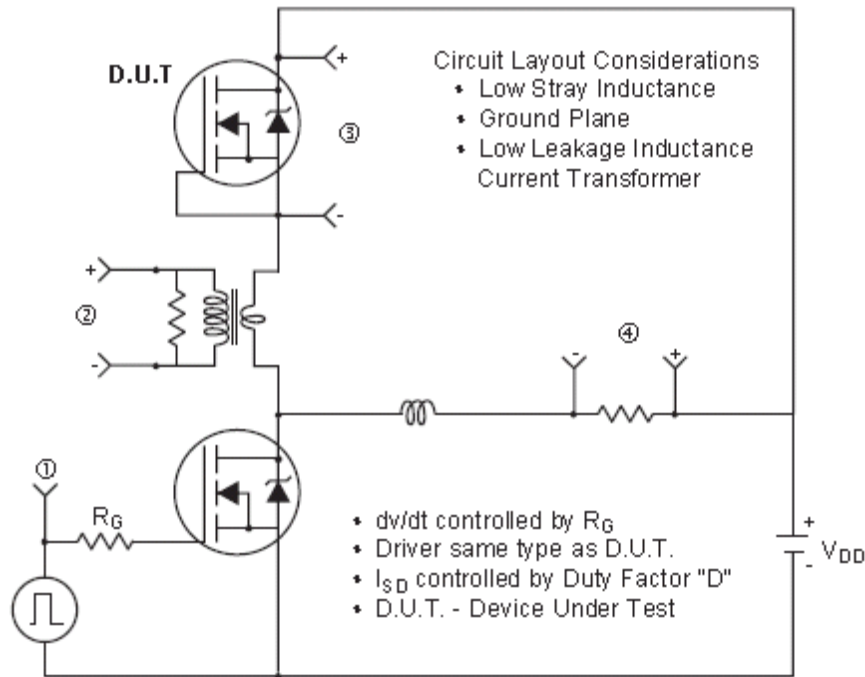 D.U.T
+
③
-
Circuit Layout Considerations
• Low Stray Inductance
• Ground Plane
• Low Leakage Inductance
Current Transformer
+
②
-
④
-
+
①
RG
• dv/dt controlled by RG
• Driver same type as D.U.T.
• ISD controlled by Duty Factor "D"
• D.U.T. - Device Under Test
+
VDD
-